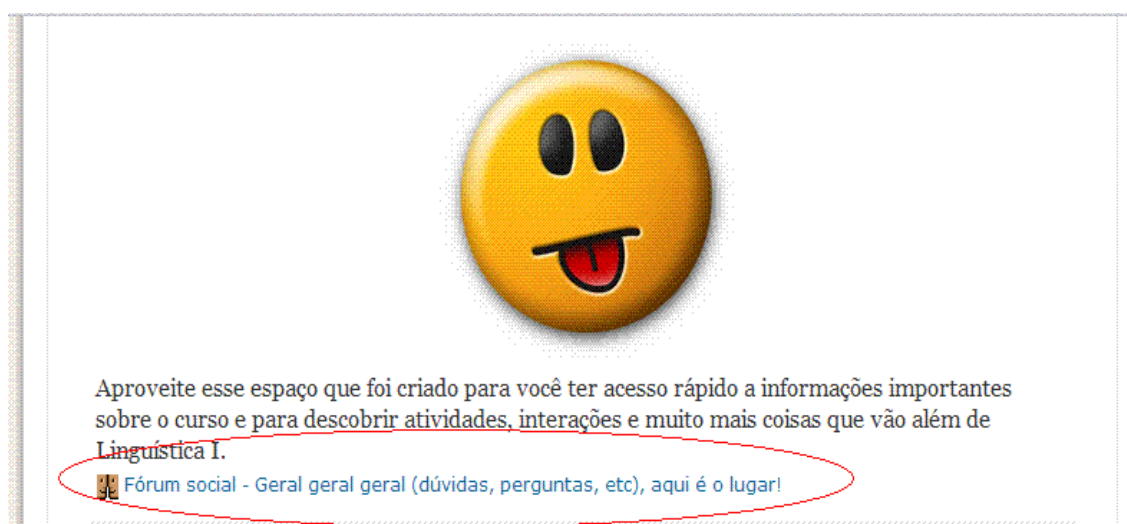 Aproveite esse espaço que foi criado para você ter acesso rápido a informações importantes
sobre o curso e para descobrir atividades, interações e muito mais coisas que vão além de
Linguística I.
Fórum social - Geral geral geral (dúvidas, perguntas, etc), aqui é o lugar!